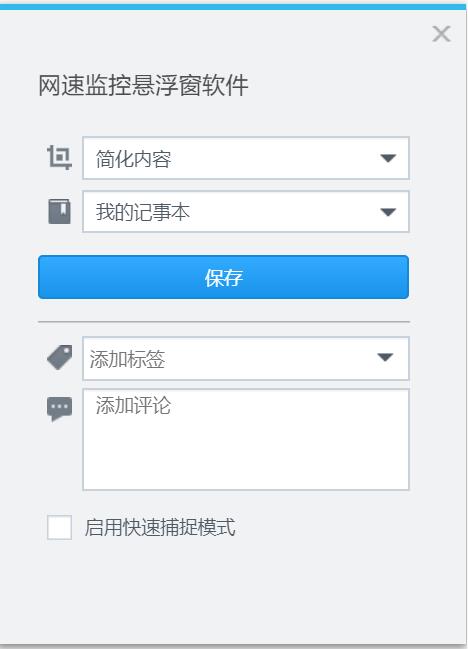 网速监控悬浮窗软件
简化内容
我的记事本
保存
添加标签
添加评论
启用快速捕捉模式